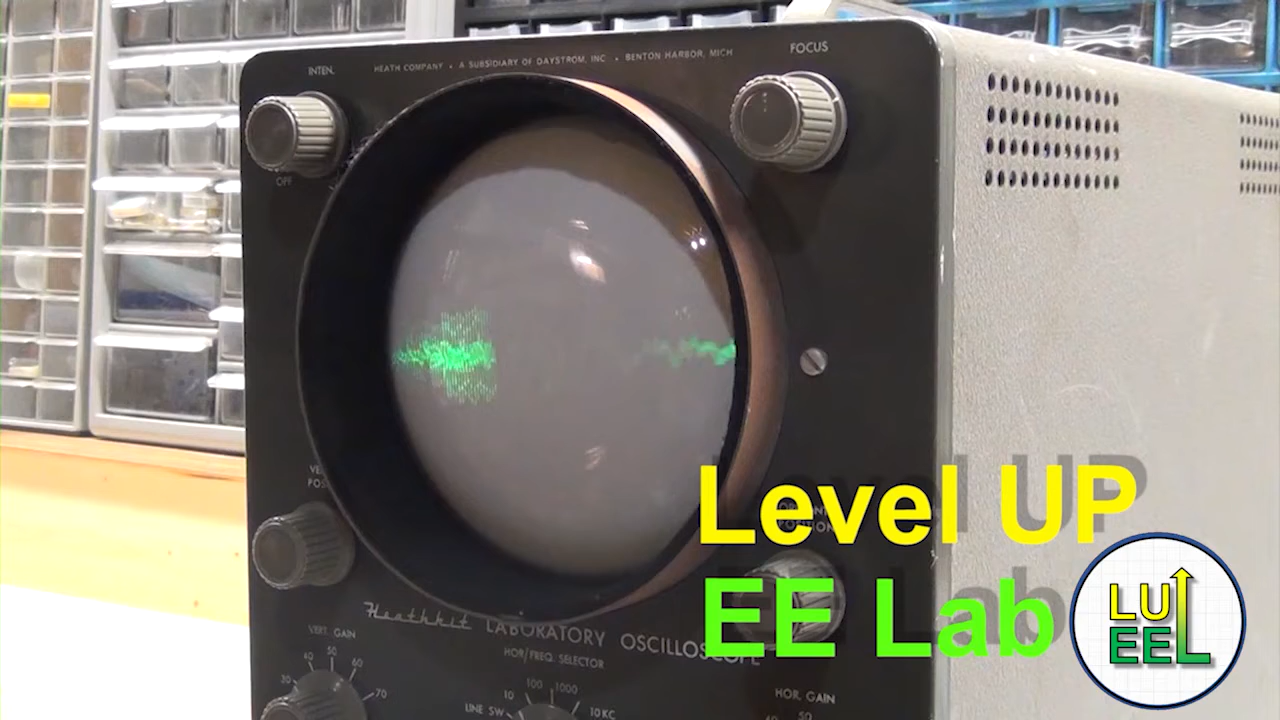 INTEN.
HEATH COMPANY • A SUBSIDIARY OF DAYSTROM, INC • BENTON HARBOR, MICH
FOCUS
OFF
Level UP
EE Lab
LU
EEL
Heathkit LABORATORY OSCILLOSCOPE
VERT. GAIN
30 40 50 60 70
HOR/FREQ. SELECTOR
LINE SW. 10 100 1000 10KC
HOR. GAIN
40 50